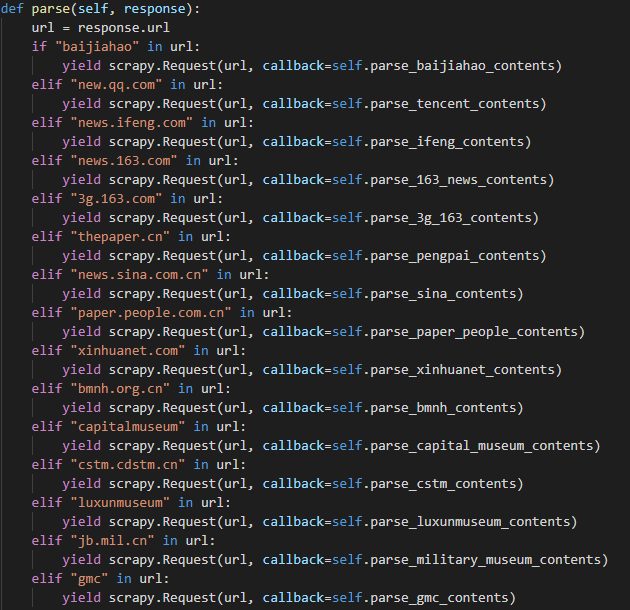 def parse(self, response):
    url = response.url
    if "baijiahao" in url:
        yield scrapy.Request(url, callback=self.parse_baijiahao_contents)
    elif "new.qq.com" in url:
        yield scrapy.Request(url, callback=self.parse_tencent_contents)
    elif "news.ifeng.com" in url:
        yield scrapy.Request(url, callback=self.parse_ifeng_contents)
    elif "news.163.com" in url:
        yield scrapy.Request(url, callback=self.parse_163_news_contents)
    elif "3g.163.com" in url:
        yield scrapy.Request(url, callback=self.parse_3g_163_contents)
    elif "thepaper.cn" in url:
        yield scrapy.Request(url, callback=self.parse_pengpai_contents)
    elif "news.sina.com.cn" in url:
        yield scrapy.Request(url, callback=self.parse_sina_contents)
    elif "paper.people.com.cn" in url:
        yield scrapy.Request(url, callback=self.parse_paper_people_contents)
    elif "xinhuanet.com" in url:
        yield scrapy.Request(url, callback=self.parse_xinhuanet_contents)
    elif "bmnh.org.cn" in url:
        yield scrapy.Request(url, callback=self.parse_bmnh_contents)
    elif "capitalmuseum" in url:
        yield scrapy.Request(url, callback=self.parse_capital_museum_contents)
    elif "cstm.cdstm.cn" in url:
        yield scrapy.Request(url, callback=self.parse_cstm_contents)
    elif "luxunmuseum" in url:
        yield scrapy.Request(url, callback=self.parse_luxunmuseum_contents)
    elif "jb.mil.cn" in url:
        yield scrapy.Request(url, callback=self.parse_military_museum_contents)
    elif "gmc" in url:
        yield scrapy.Request(url, callback=self.parse_gmc_contents)